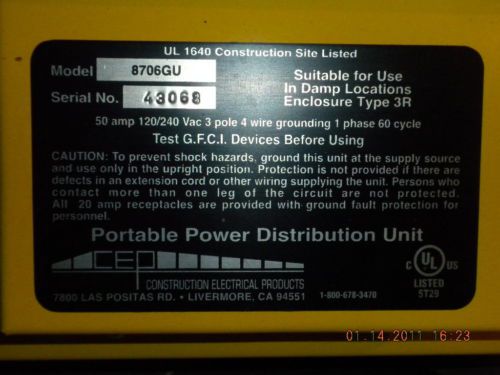 UL 1640 Construction Site Listed
Model 8706GU
Serial No. 43068
Suitable for Use
In Damp Locations
Enclosure Type 3R
50 amp 120/240 Vac 3 pole 4 wire grounding 1 phase 60 cycle
Test G.F.C.I. Devices Before Using
CAUTION: To prevent shock hazards, ground this unit at the supply source
and use only in the upright position. Protection is not provided if there are
defects in an extension cord or other wiring supplying the unit. Persons who
contact more than one leg of the circuit are not protected.
All 20 amp receptacles are provided with ground fault protection for
personnel.
Portable Power Distribution Unit
CEP
CONSTRUCTION ELECTRICAL PRODUCTS
7800 LAS POSITAS RD. • LIVERMORE, CA 94551
1-800-678-3470
C UL US
LISTED
5T29
01.14.2011 16:23